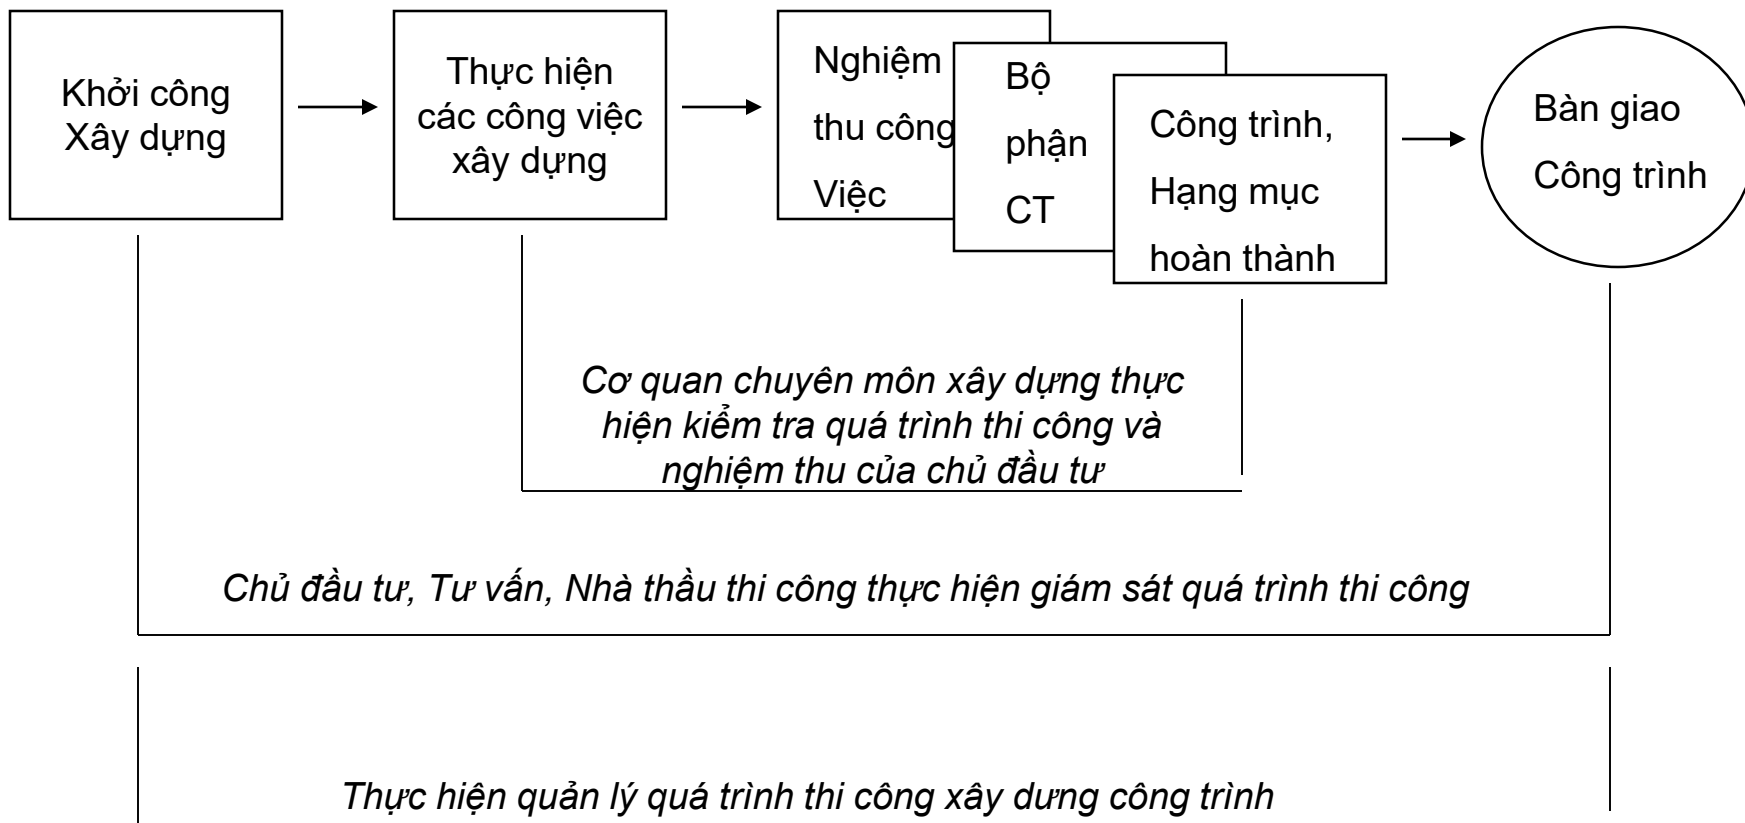 Khởi công
Xây dựng
Thực hiện
các công việc
xây dựng
Nghiệm
thu công
Việc
Bộ
phận
CT
Công trình,
Hạng mục
hoàn thành
Bàn giao
Công trình
Cơ quan chuyên môn xây dựng thực
hiện kiểm tra quá trình thi công và
nghiệm thu của chủ đầu tư
Chủ đầu tư, Tư vấn, Nhà thầu thi công thực hiện giám sát quá trình thi công
Thực hiện quản lý quá trình thi công xây dưng công trình